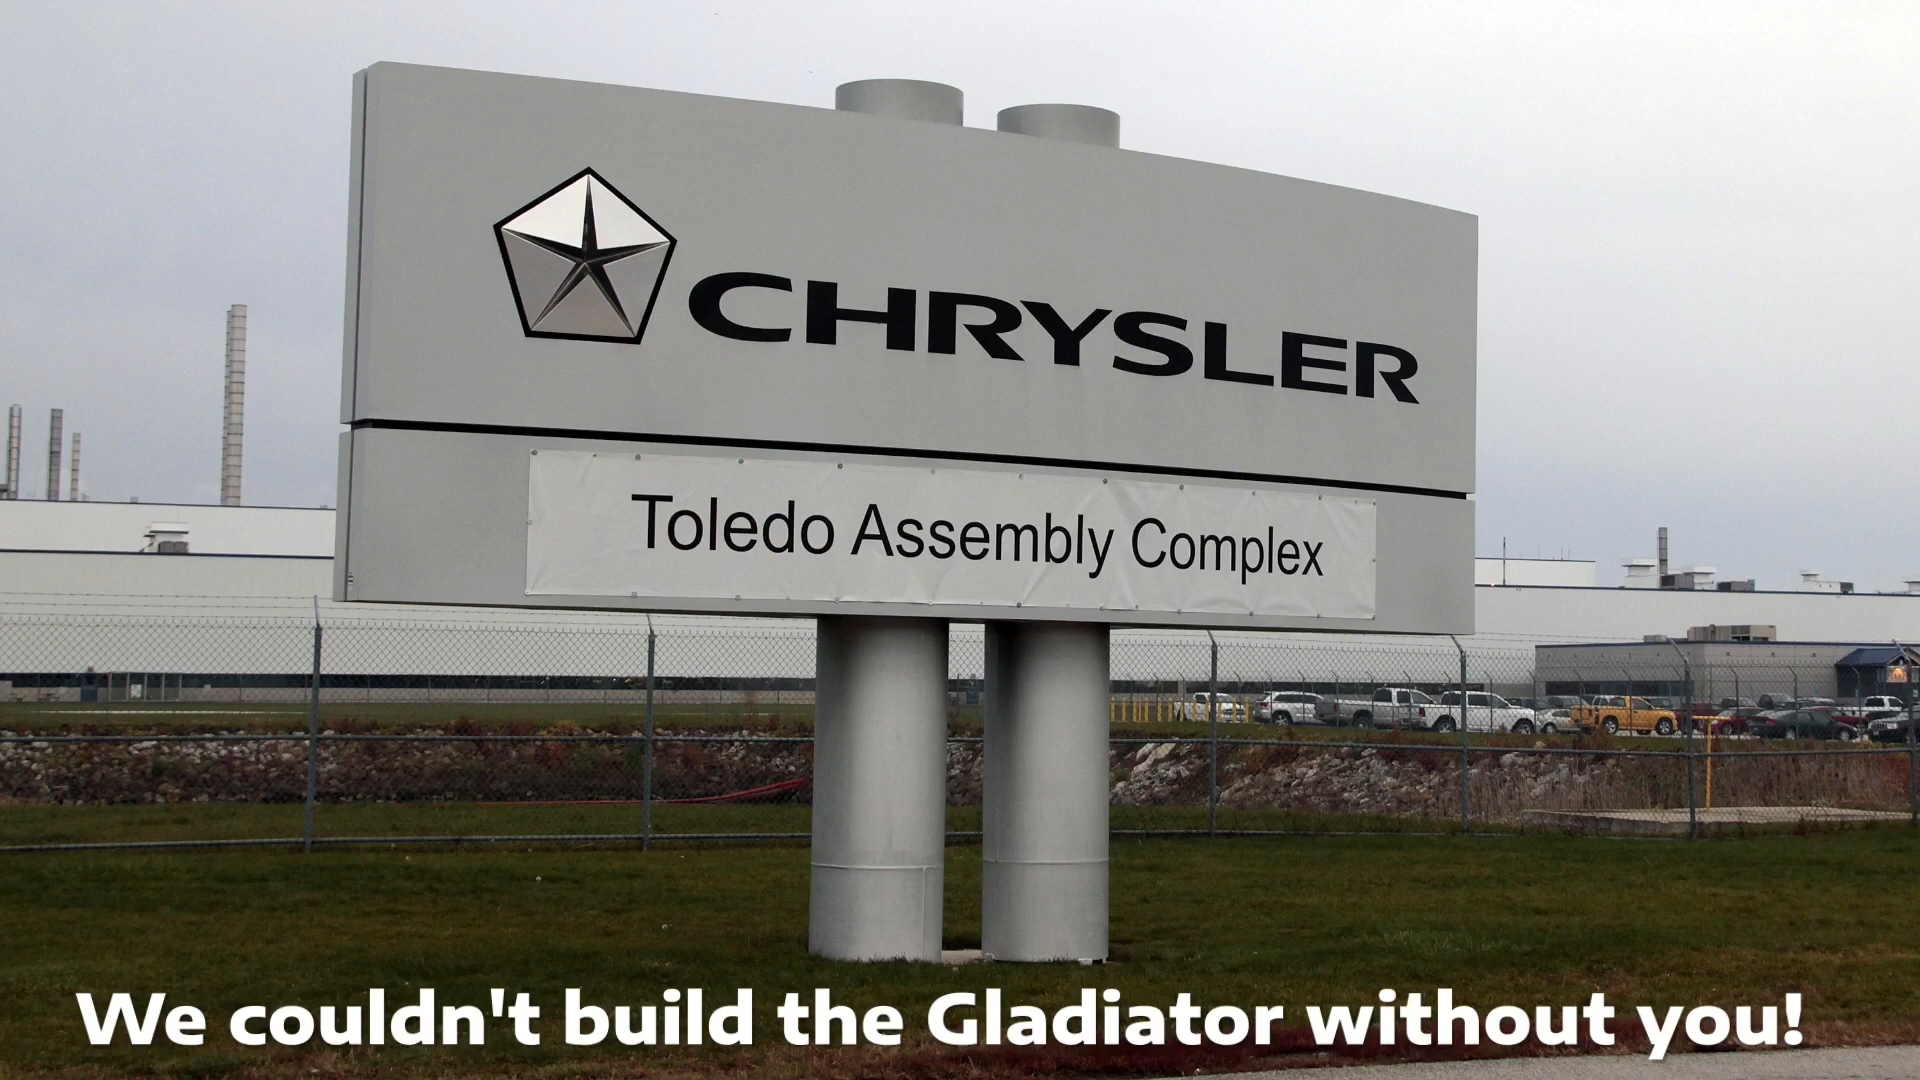 CHRYSLER
Toledo Assembly Complex
We couldn't build the Gladiator without you!